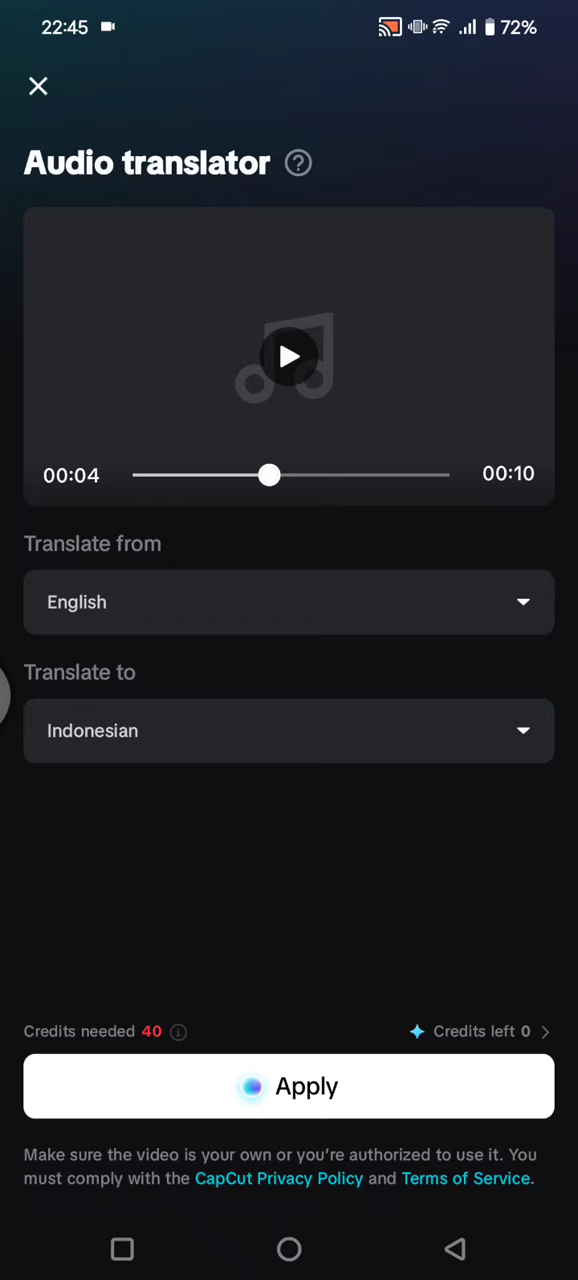 22:45 72%
Audio translator ?
00:04 00:10
Translate from
English
Translate to
Indonesian
Credits needed 40 Credits left 0
Apply
Make sure the video is your own or you’re authorized to use it. You
must comply with the CapCut Privacy Policy and Terms of Service.